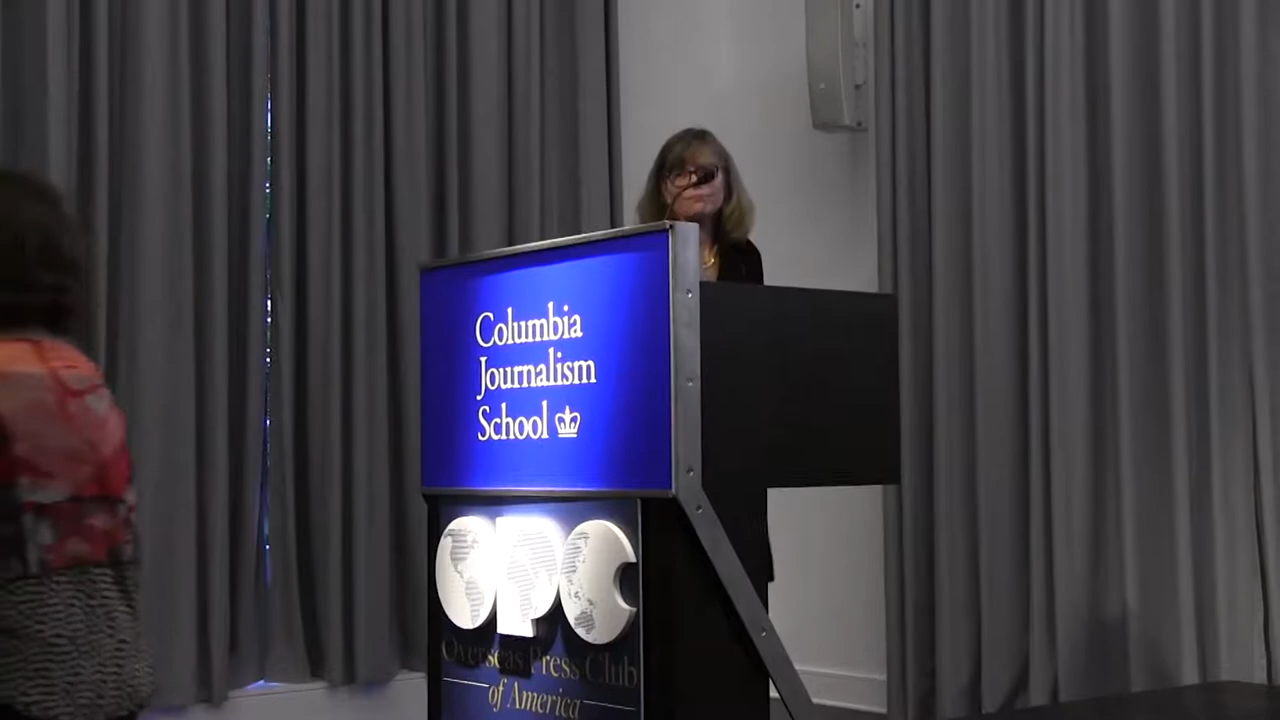 Columbia
Journalism
School
OPC
Overseas Press Club
of America